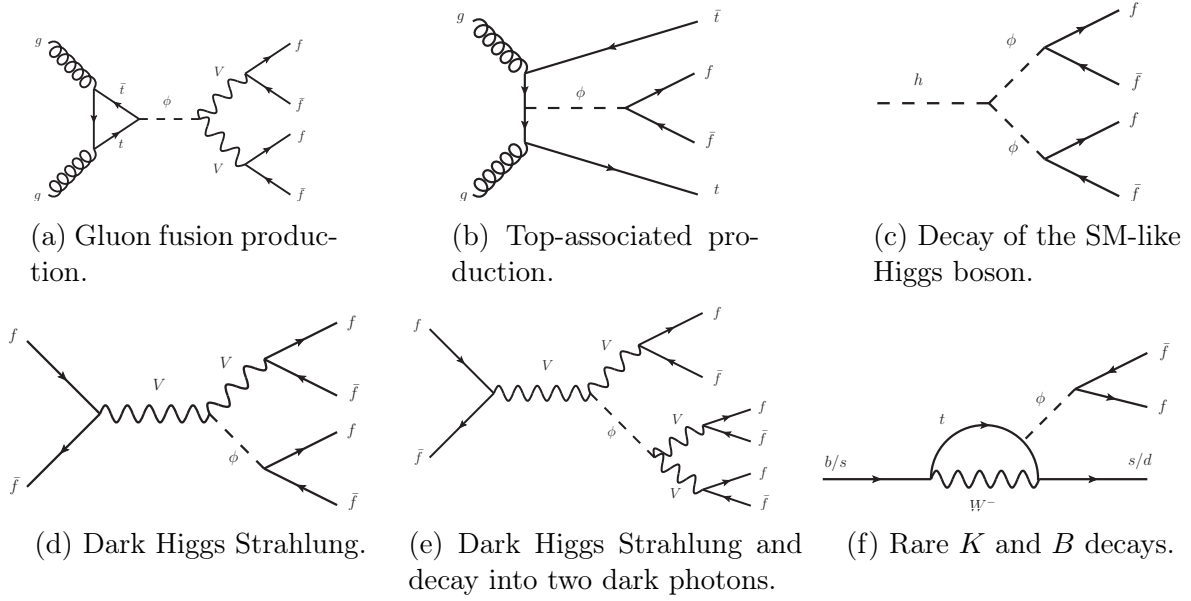 g
g
t̄
t
ϕ
V
V
f
f̄
f
f̄
(a) Gluon fusion produc-
tion.
g
g
t̄
ϕ
f
f̄
t
(b) Top-associated pro-
duction.
h
ϕ
ϕ
f
f̄
f
f̄
(c) Decay of the SM-like
Higgs boson.
f
f̄
V
V
ϕ
f
f̄
f
f̄
(d) Dark Higgs Strahlung.
f
f̄
V
V
ϕ
V
V
f
f̄
f
f̄
f
f̄
(e) Dark Higgs Strahlung and
decay into two dark photons.
b/s
t
W⁻
ϕ
f̄
f
s/d
(f) Rare K and B decays.